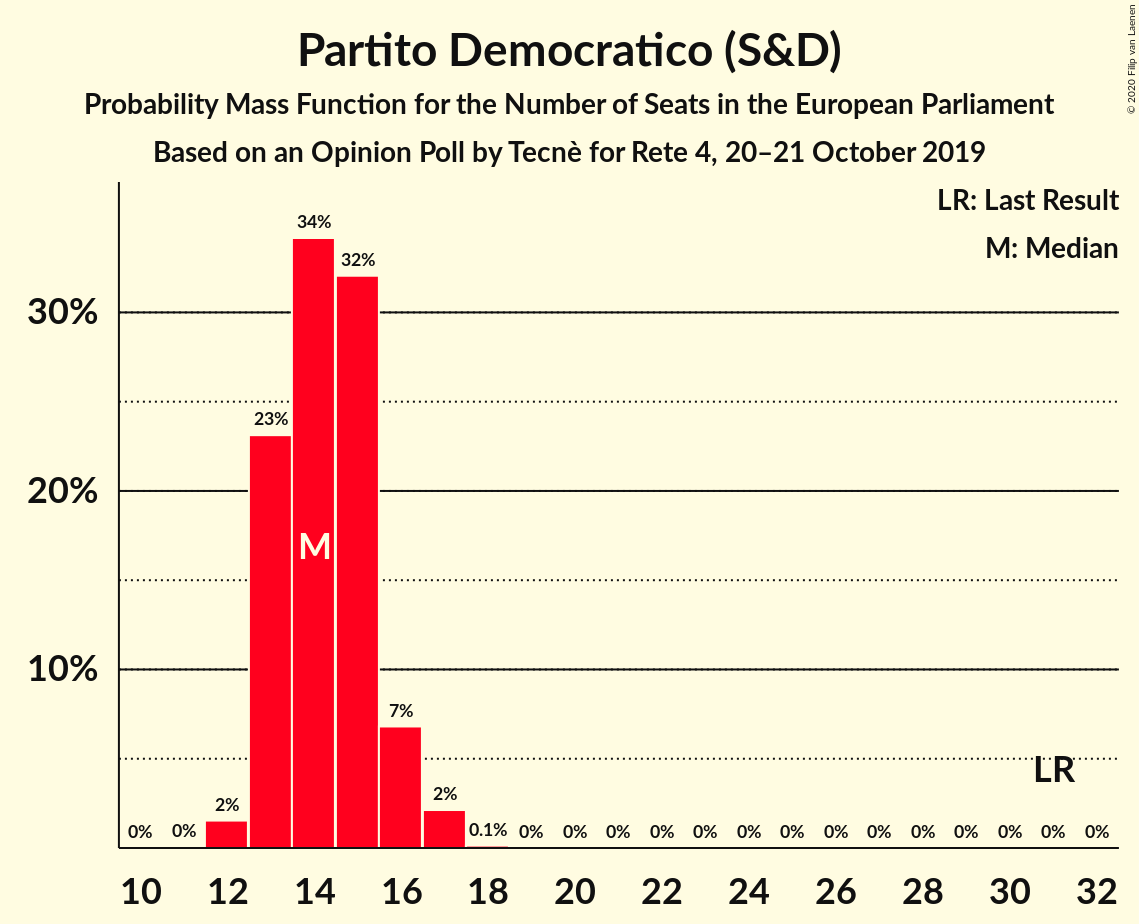 Partito Democratico (S&D)
Probability Mass Function for the Number of Seats in the European Parliament
Based on an Opinion Poll by Tecnè for Rete 4, 20–21 October 2019
© 2020 Filip van Laenen
LR: Last Result
M: Median
34%
32%
30%
23%
20%
M
10%
7%
LR
2%
2%
0% 0% 0.1% 0% 0% 0% 0% 0% 0% 0% 0% 0% 0% 0% 0% 0% 0%
10 12 14 16 18 20 22 24 26 28 30 32